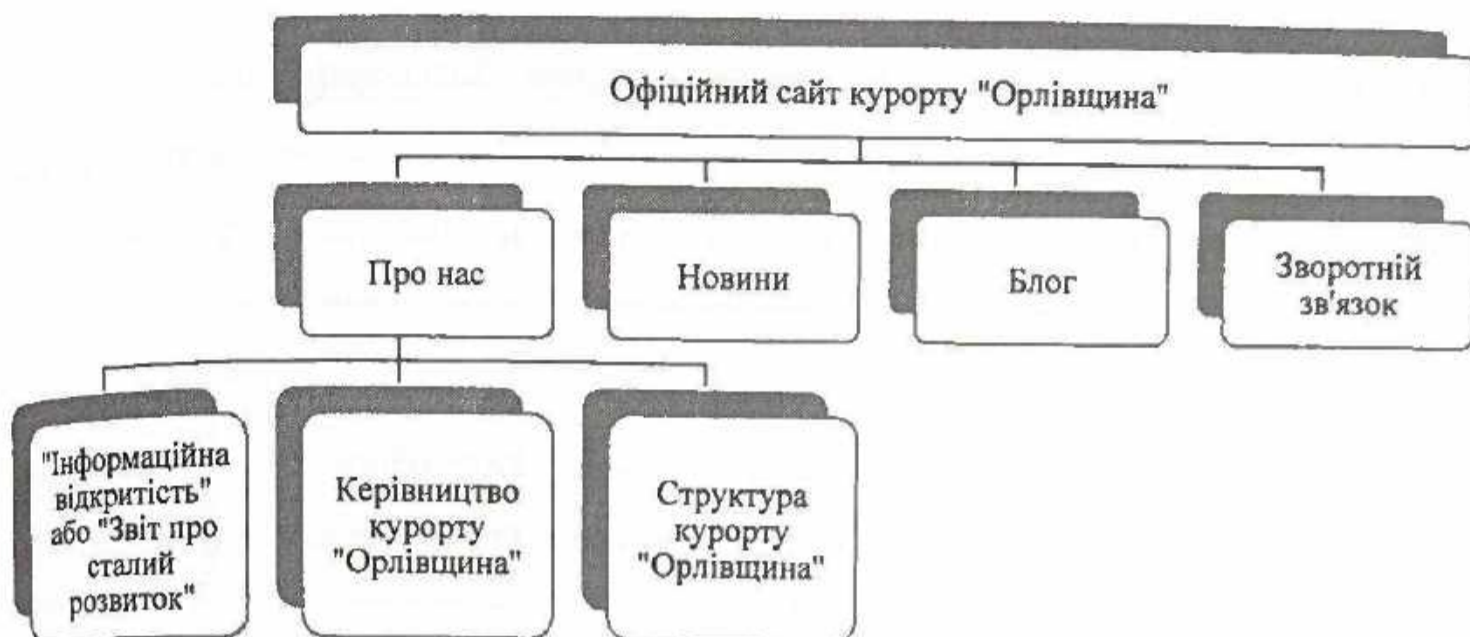 Офіційний сайт курорту "Орлівщина"
Про нас
Новини
Блог
Зворотній
зв'язок
"Інформаційна
відкритість"
або "Звіт про
сталий
розвиток"
Керівництво
курорту
"Орлівщина"
Структура
курорту
"Орлівщина"